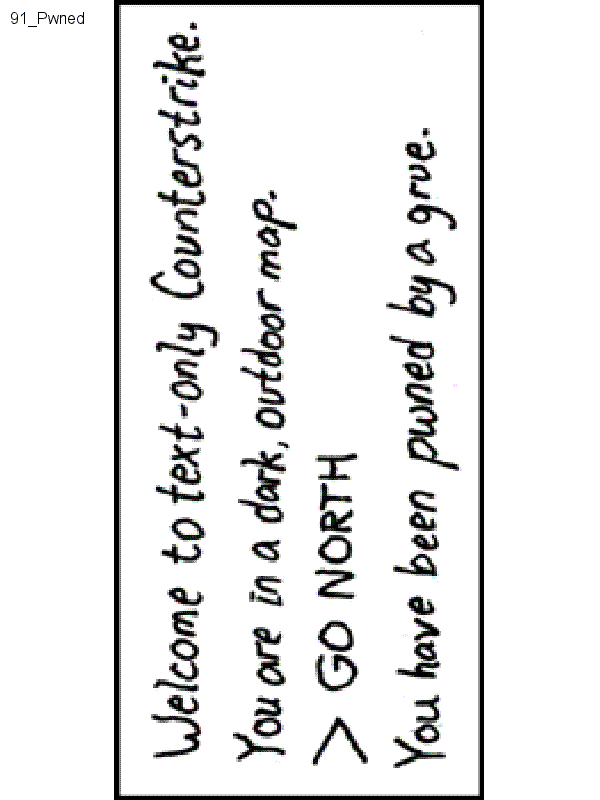 91_Pwned
Welcome to text-only Counterstrike.
You are in a dark, outdoor map.
> GO NORTH
You have been pwned by a grue.